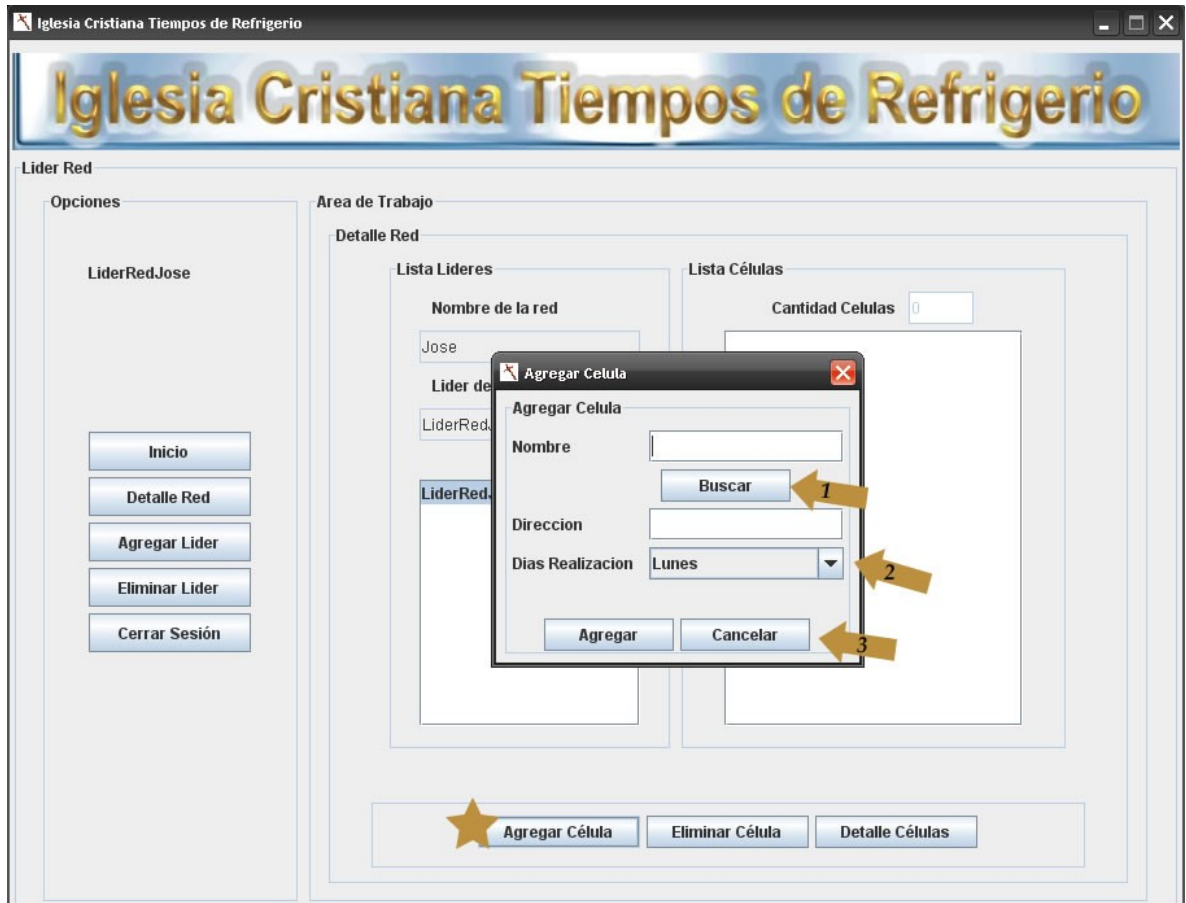 Iglesia Cristiana Tiempos de Refrigerio
Iglesia Cristiana Tiempos de Refrigerio
Lider Red
Opciones
LiderRedJose
Inicio
Detalle Red
Agregar Lider
Eliminar Lider
Cerrar Sesión
Area de Trabajo
Detalle Red
Lista Lideres
Nombre de la red
Jose
Lider de
LiderRedJ
LiderRed
Lista Células
Cantidad Celulas 0
Agregar Celula
Agregar Celula
Nombre
Buscar 1
Direccion
Dias Realizacion Lunes 2
Agregar Cancelar 3
Agregar Célula Eliminar Célula Detalle Células